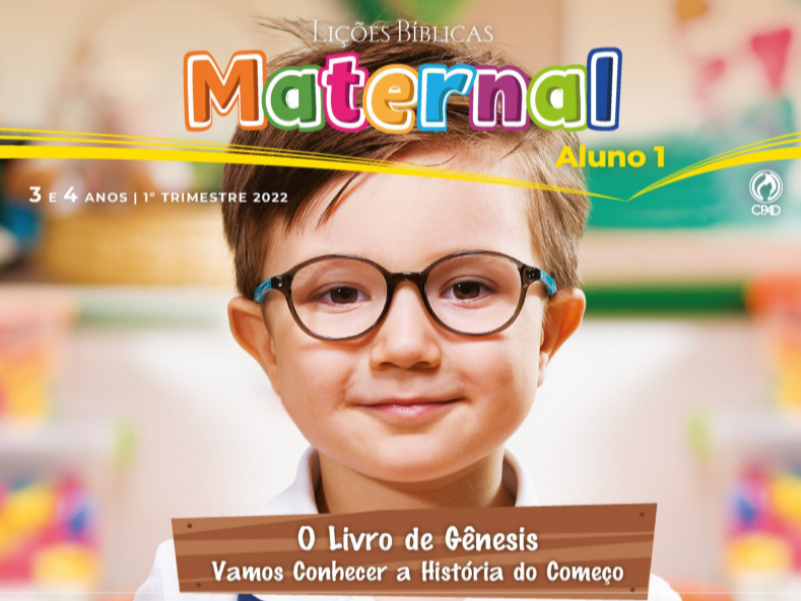 LIÇÕES BÍBLICAS
Maternal
Aluno 1
3 E 4 ANOS | 1º TRIMESTRE 2022
CPAD
O Livro de Gênesis
Vamos Conhecer a História do Começo